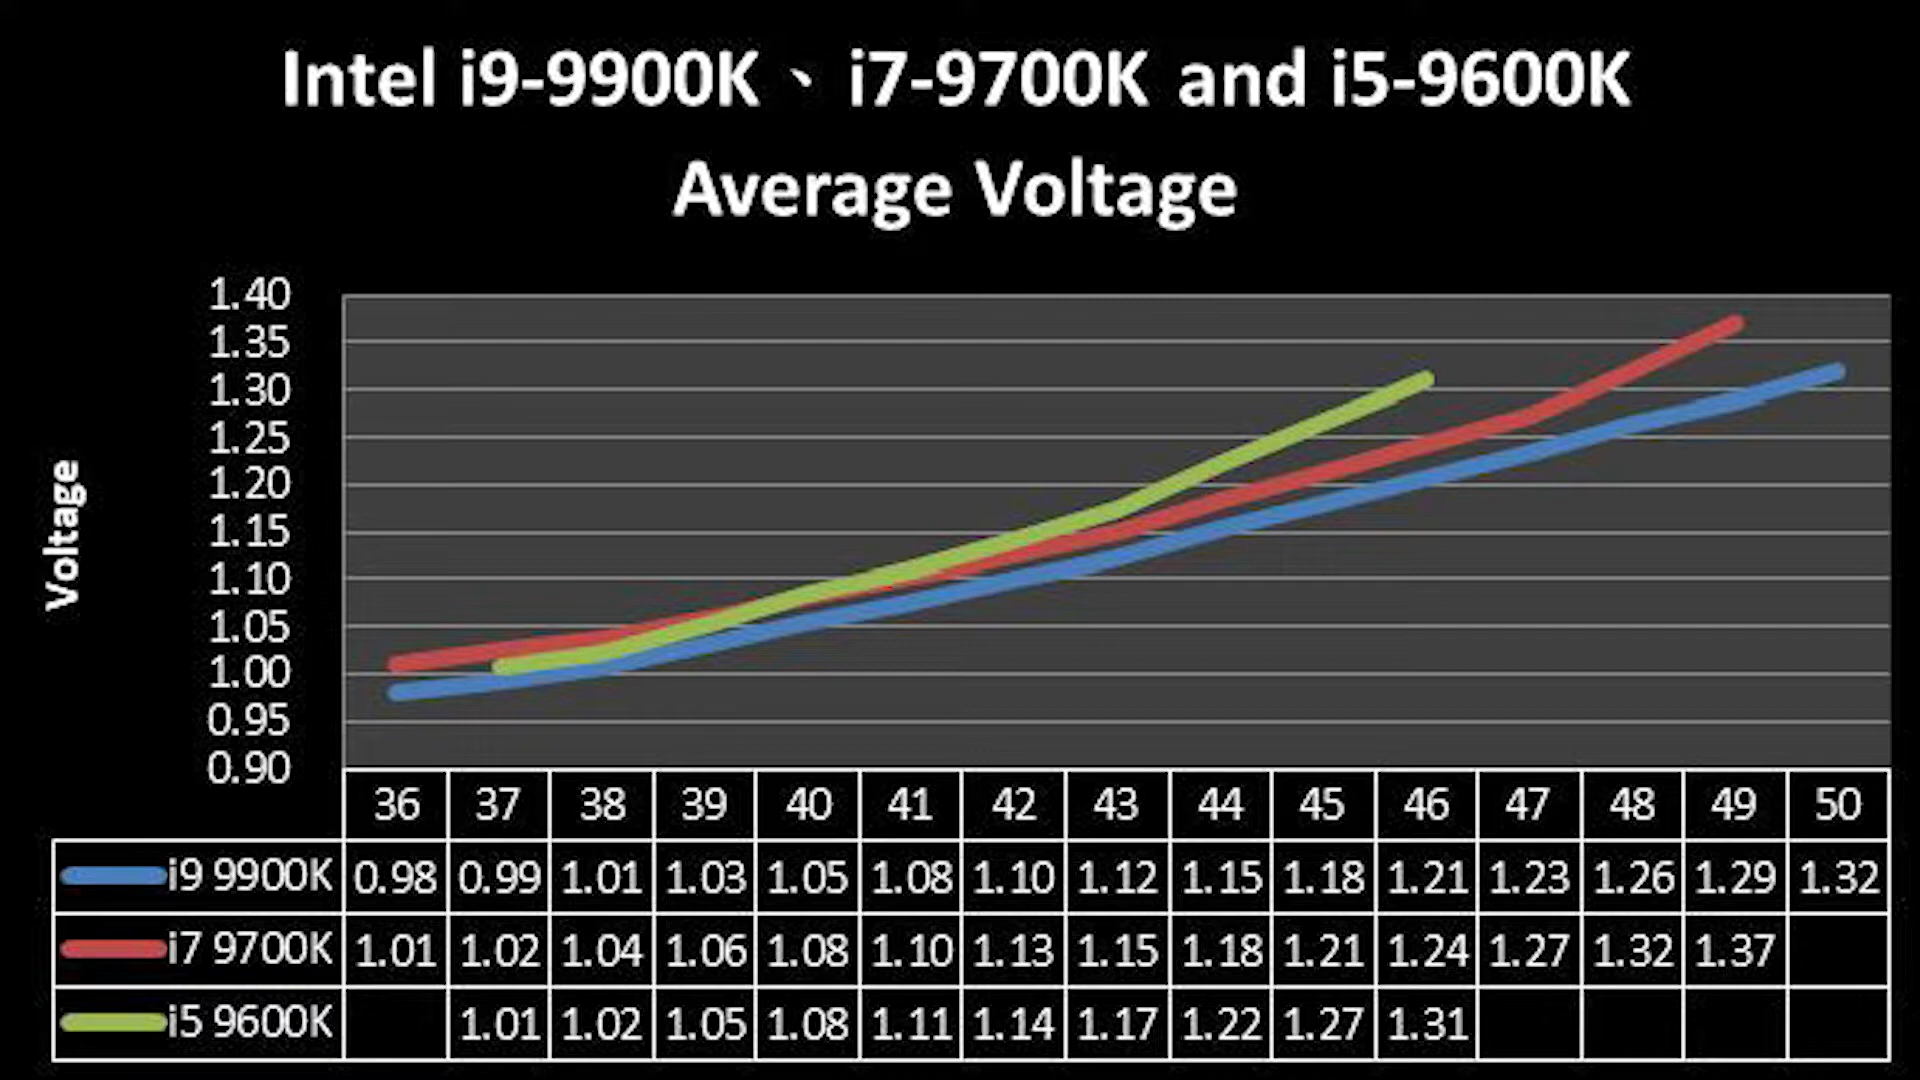 Intel i9-9900K、i7-9700K and i5-9600K
Average Voltage
Voltage
1.40
1.35
1.30
1.25
1.20
1.15
1.10
1.05
1.00
0.95
0.90
36 37 38 39 40 41 42 43 44 45 46 47 48 49 50
i9 9900K 0.98 0.99 1.01 1.03 1.05 1.08 1.10 1.12 1.15 1.18 1.21 1.23 1.26 1.29 1.32
i7 9700K 1.01 1.02 1.04 1.06 1.08 1.10 1.13 1.15 1.18 1.21 1.24 1.27 1.32 1.37
i5 9600K 1.01 1.02 1.05 1.08 1.11 1.14 1.17 1.22 1.27 1.31